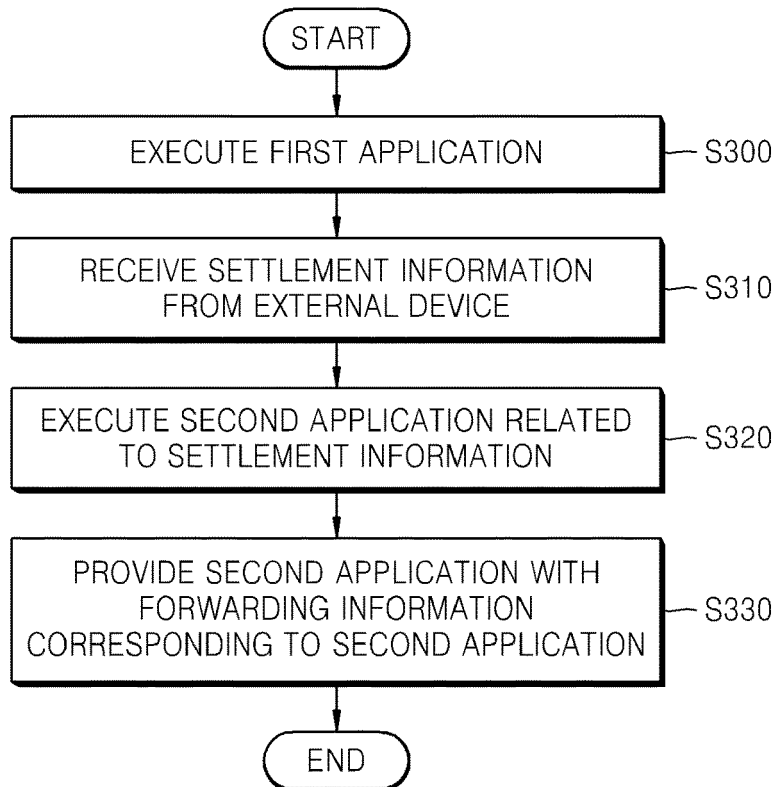 START
EXECUTE FIRST APPLICATION
S300
RECEIVE SETTLEMENT INFORMATION
FROM EXTERNAL DEVICE
S310
EXECUTE SECOND APPLICATION RELATED
TO SETTLEMENT INFORMATION
S320
PROVIDE SECOND APPLICATION WITH
FORWARDING INFORMATION
CORRESPONDING TO SECOND APPLICATION
S330
END